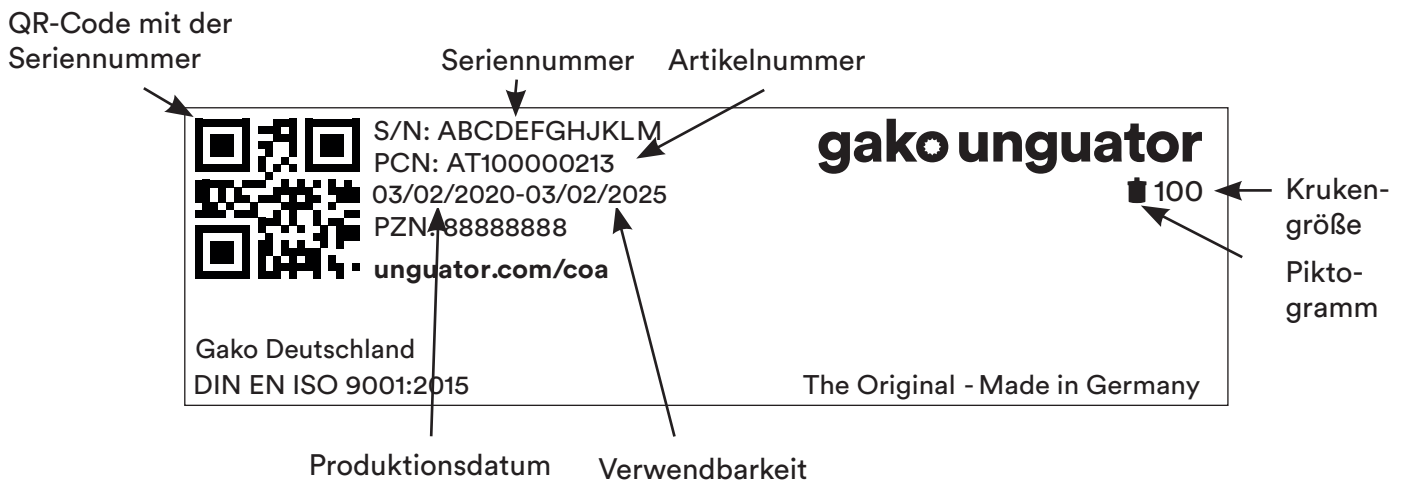 QR-Code mit der
Seriennummer
Seriennummer
Artikelnummer
S/N: ABCDEFGHJKLM
PCN: AT100000213
03/02/2020-03/02/2025
PZN: 88888888
unguator.com/coa
gako unguator
100
Kruken-
größe
Pikto-
gramm
Gako Deutschland
DIN EN ISO 9001:2015
The Original - Made in Germany
Produktionsdatum
Verwendbarkeit